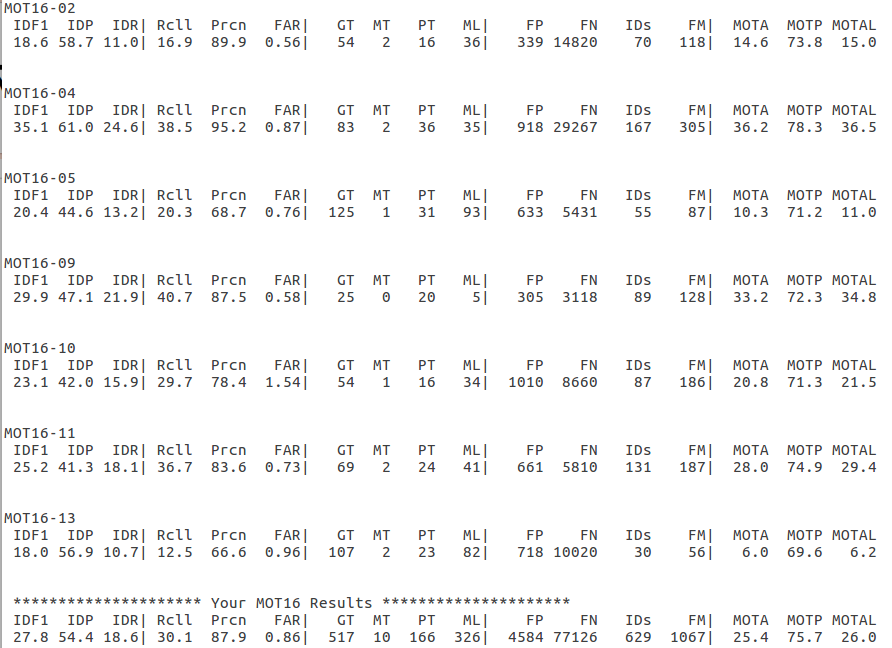 MOT16-02
IDF1 IDP IDR| Rcll Prcn FAR| GT MT PT ML| FP FN IDs FM| MOTA MOTP MOTAL
18.6 58.7 11.0| 16.9 89.9 0.56| 54 2 16 36| 339 14820 70 118| 14.6 73.8 15.0
MOT16-04
IDF1 IDP IDR| Rcll Prcn FAR| GT MT PT ML| FP FN IDs FM| MOTA MOTP MOTAL
35.1 61.0 24.6| 38.5 95.2 0.87| 83 2 36 35| 918 29267 167 305| 36.2 78.3 36.5
MOT16-05
IDF1 IDP IDR| Rcll Prcn FAR| GT MT PT ML| FP FN IDs FM| MOTA MOTP MOTAL
20.4 44.6 13.2| 20.3 68.7 0.76| 125 1 31 93| 633 5431 55 87| 10.3 71.2 11.0
MOT16-09
IDF1 IDP IDR| Rcll Prcn FAR| GT MT PT ML| FP FN IDs FM| MOTA MOTP MOTAL
29.9 47.1 21.9| 40.7 87.5 0.58| 25 0 20 5| 305 3118 89 128| 33.2 72.3 34.8
MOT16-10
IDF1 IDP IDR| Rcll Prcn FAR| GT MT PT ML| FP FN IDs FM| MOTA MOTP MOTAL
23.1 42.0 15.9| 29.7 78.4 1.54| 54 1 16 34| 1010 8660 87 186| 20.8 71.3 21.5
MOT16-11
IDF1 IDP IDR| Rcll Prcn FAR| GT MT PT ML| FP FN IDs FM| MOTA MOTP MOTAL
25.2 41.3 18.1| 36.7 83.6 0.73| 69 2 24 41| 661 5810 131 187| 28.0 74.9 29.4
MOT16-13
IDF1 IDP IDR| Rcll Prcn FAR| GT MT PT ML| FP FN IDs FM| MOTA MOTP MOTAL
18.0 56.9 10.7| 12.5 66.6 0.96| 107 2 23 82| 718 10020 30 56| 6.0 69.6 6.2
********************* Your MOT16 Results *********************
IDF1 IDP IDR| Rcll Prcn FAR| GT MT PT ML| FP FN IDs FM| MOTA MOTP MOTAL
27.8 54.4 18.6| 30.1 87.9 0.86| 517 10 166 326| 4584 77126 629 1067| 25.4 75.7 26.0